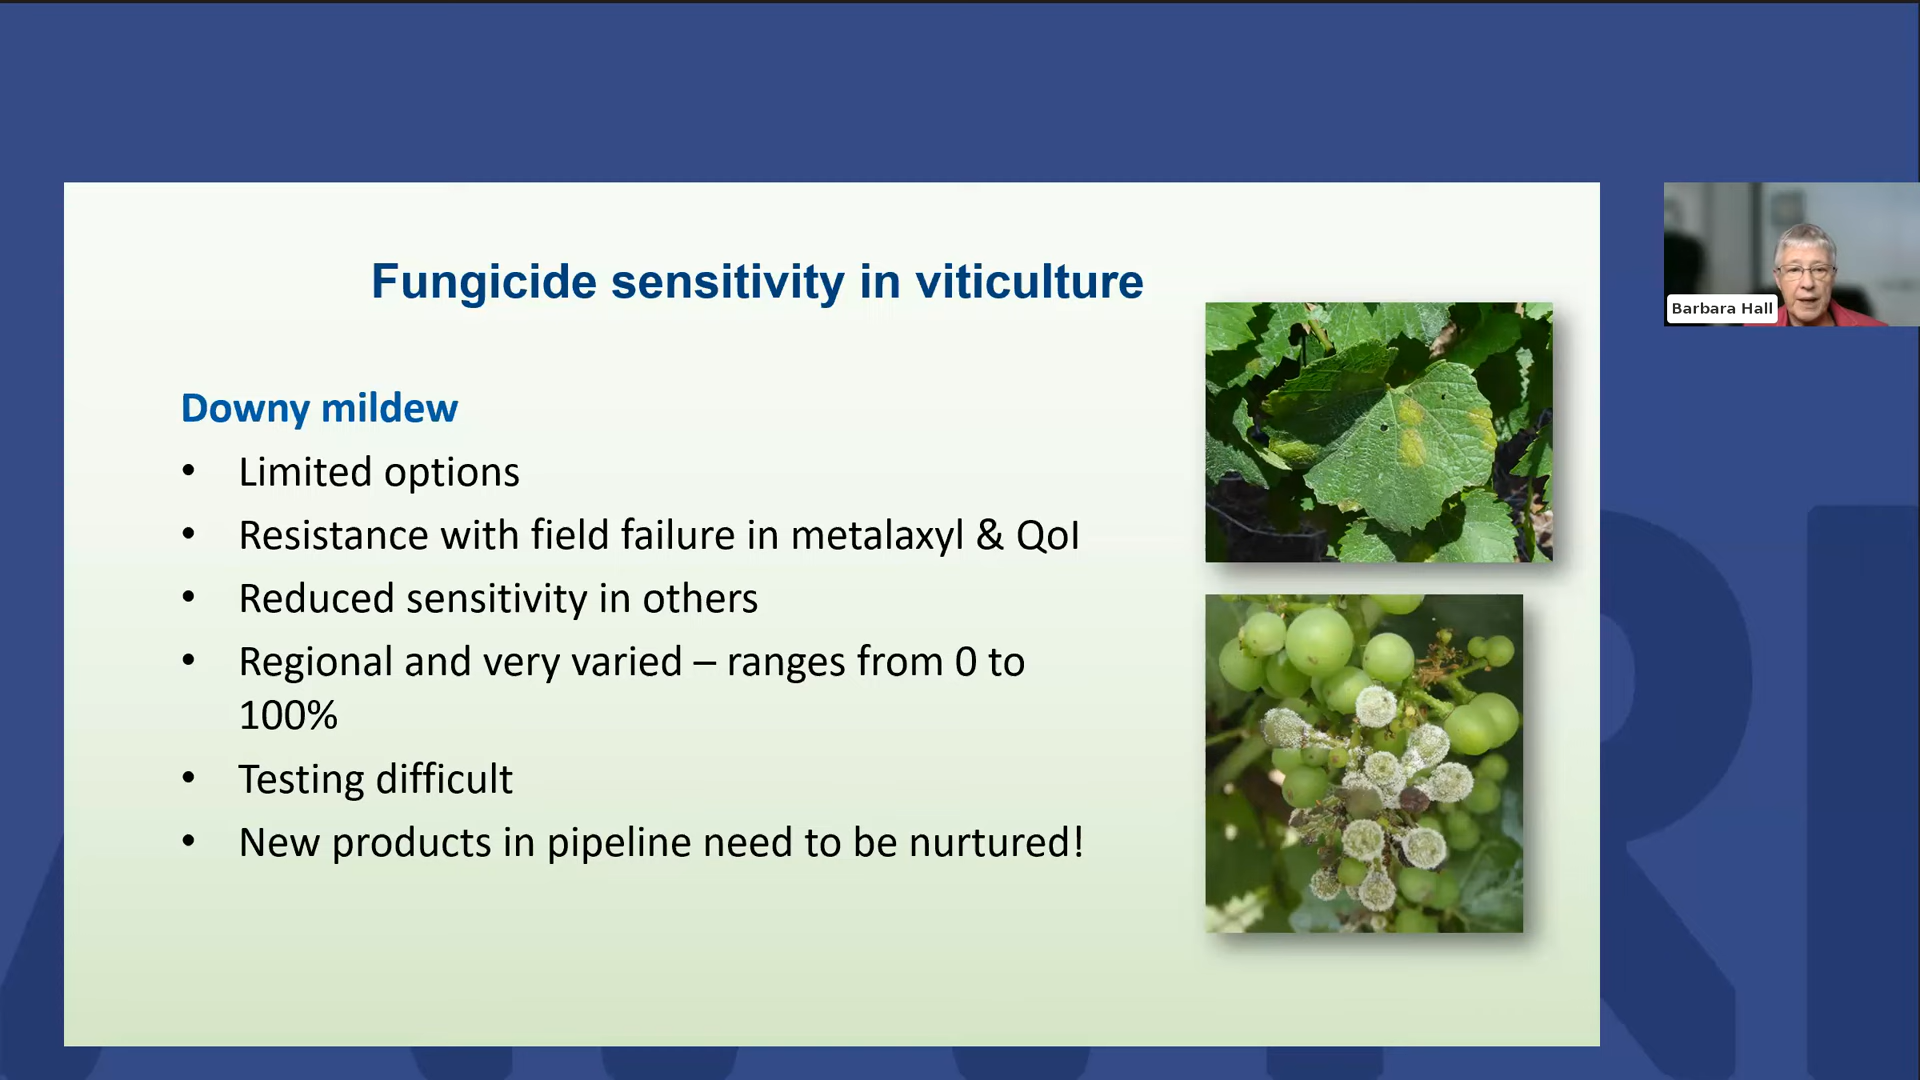 Fungicide sensitivity in viticulture
Barbara Hall
Downy mildew
• Limited options
• Resistance with field failure in metalaxyl & QoI
• Reduced sensitivity in others
• Regional and very varied – ranges from 0 to
100%
• Testing difficult
• New products in pipeline need to be nurtured!